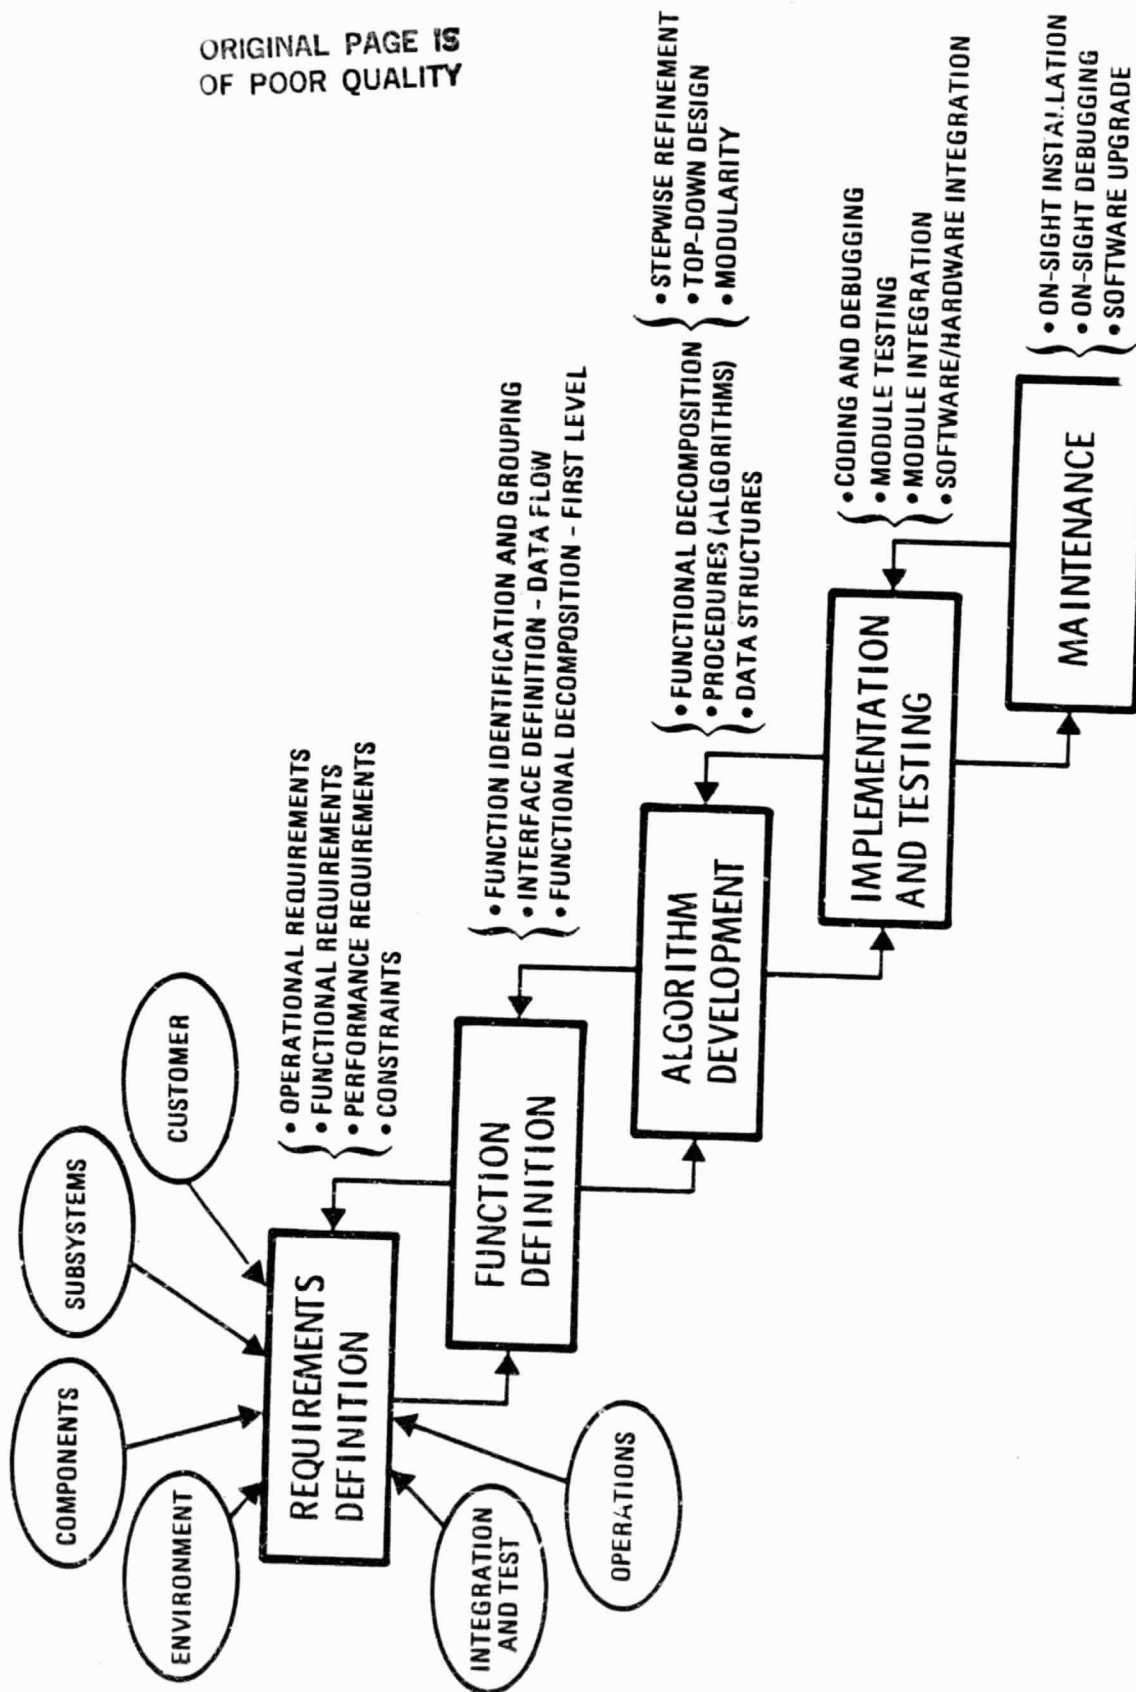 ORIGINAL PAGE IS
OF POOR QUALITY
COMPONENTS
SUBSYSTEMS
CUSTOMER
ENVIRONMENT
INTEGRATION
AND TEST
OPERATIONS
REQUIREMENTS
DEFINITION
• OPERATIONAL REQUIREMENTS
• FUNCTIONAL REQUIREMENTS
• PERFORMANCE REQUIREMENTS
• CONSTRAINTS
FUNCTION
DEFINITION
• FUNCTION IDENTIFICATION AND GROUPING
• INTERFACE DEFINITION - DATA FLOW
• FUNCTIONAL DECOMPOSITION - FIRST LEVEL
ALGORITHM
DEVELOPMENT
• FUNCTIONAL DECOMPOSITION
• PROCEDURES (ALGORITHMS)
• DATA STRUCTURES
• STEPWISE REFINEMENT
• TOP-DOWN DESIGN
• MODULARITY
IMPLEMENTATION
AND TESTING
• CODING AND DEBUGGING
• MODULE TESTING
• MODULE INTEGRATION
• SOFTWARE/HARDWARE INTEGRATION
MAINTENANCE
• ON-SIGHT INSTALLATION
• ON-SIGHT DEBUGGING
• SOFTWARE UPGRADE